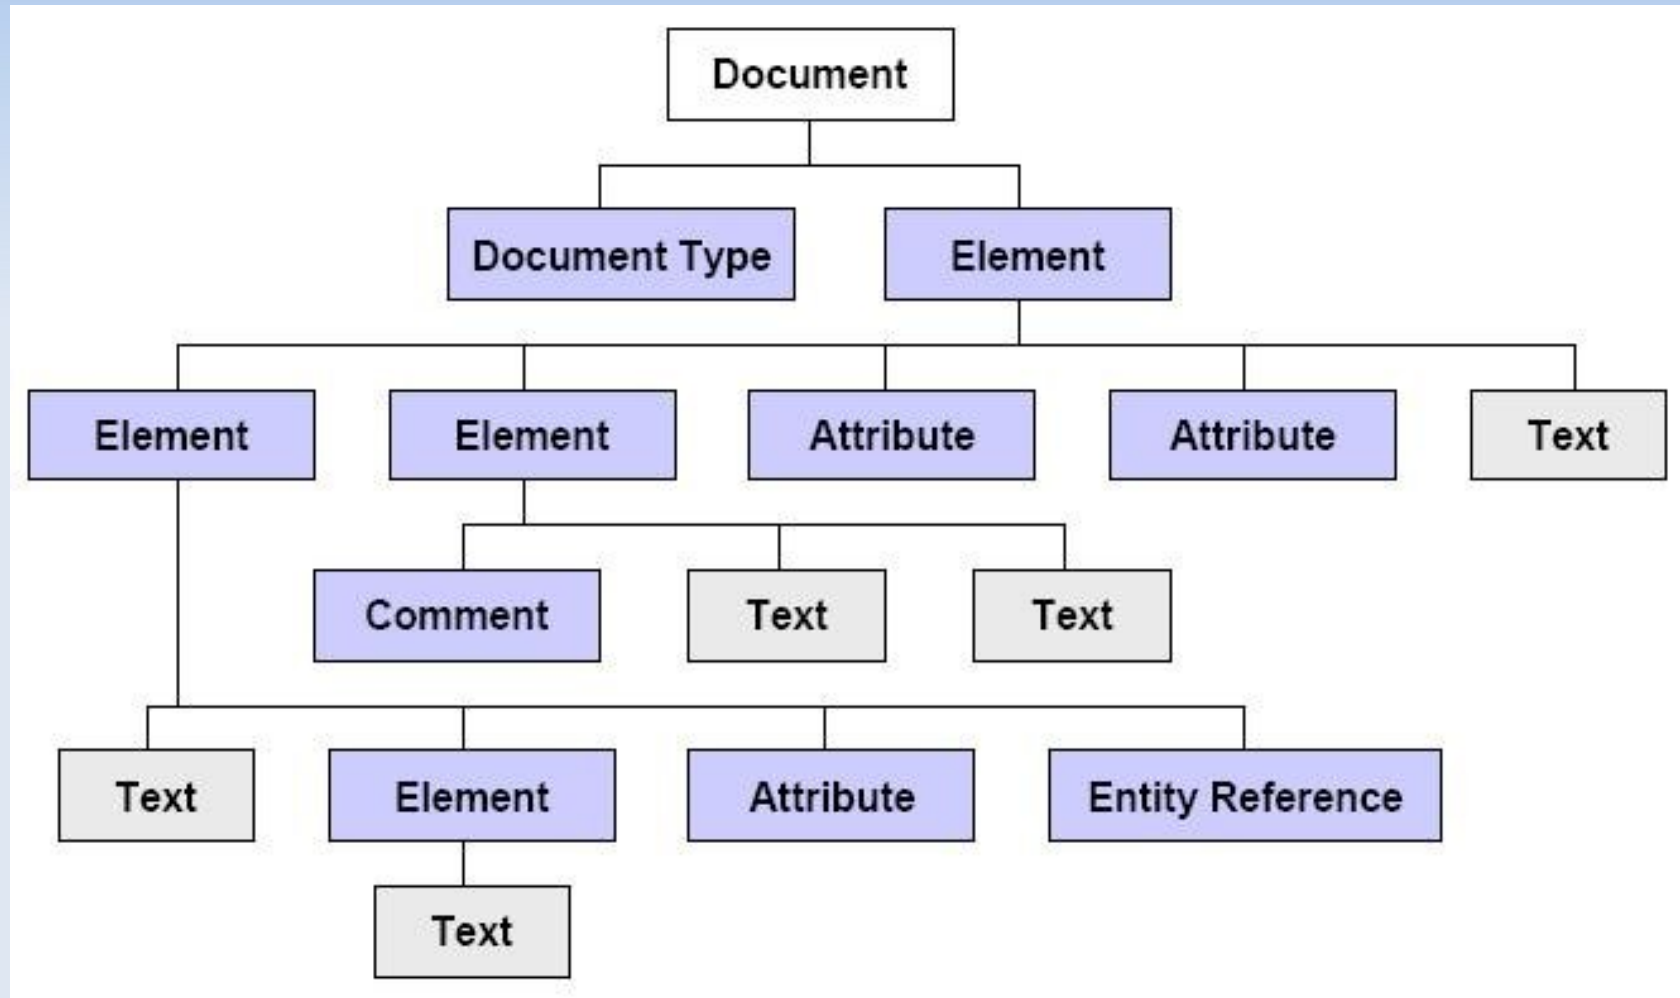 Document
Document Type
Element
Element
Element
Attribute
Attribute
Text
Comment
Text
Text
Text
Element
Attribute
Entity Reference
Text